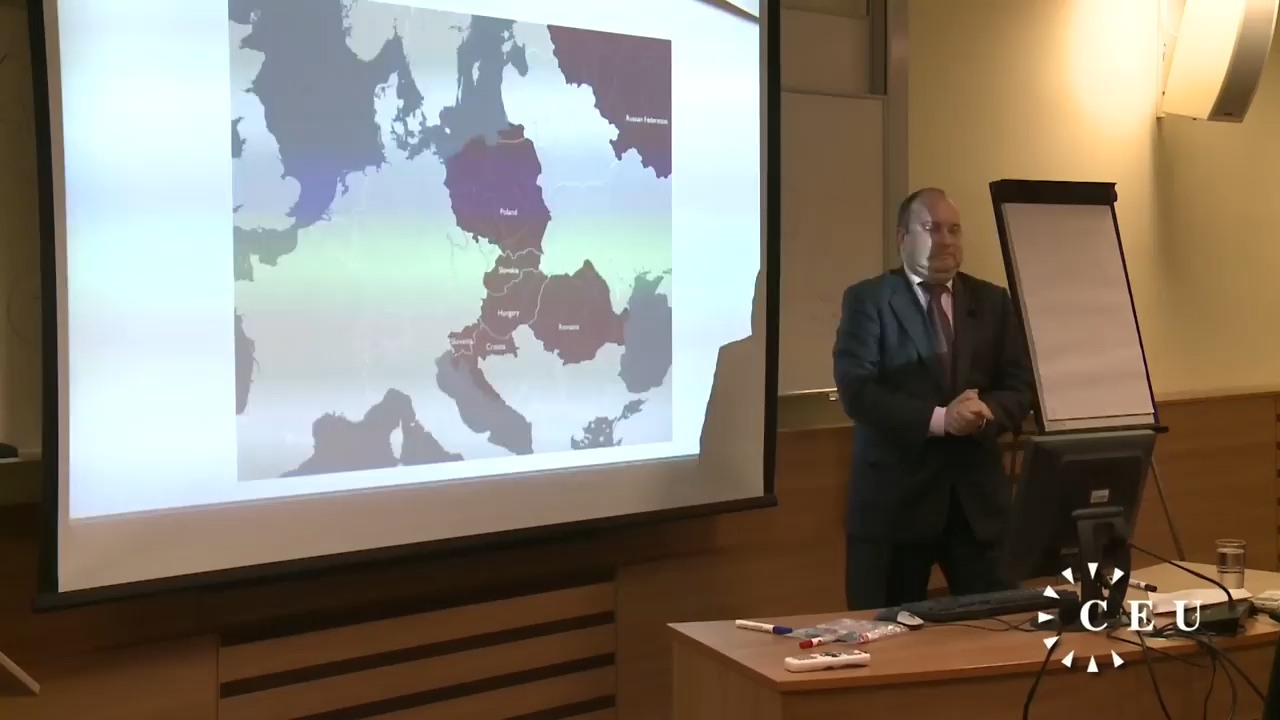 Russian Federation
Poland
Slovakia
Hungary
Romania
Slovenia
Croatia
CEU